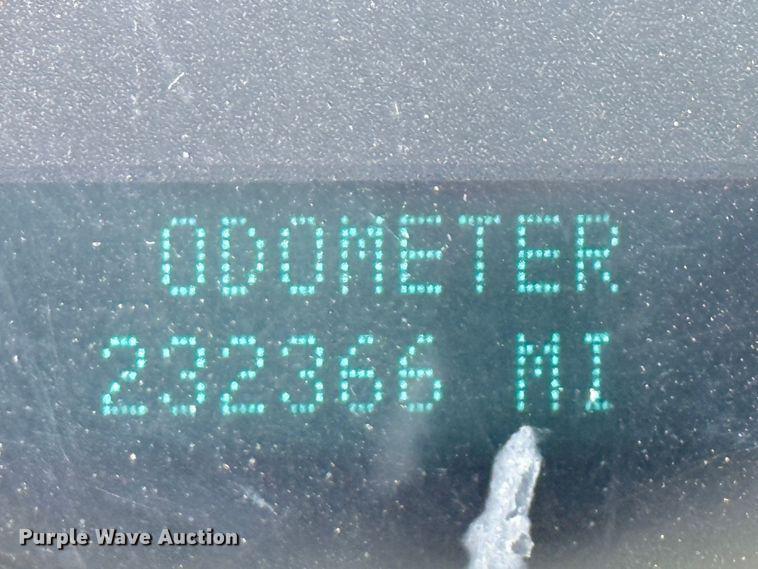 ODOMETER
232366 MI
Purple Wave Auction